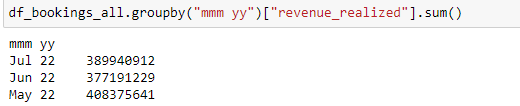 df_bookings_all.groupby("mmm yy")["revenue_realized"].sum()
mmm yy
Jul 22    389940912
Jun 22    377191229
May 22    408375641